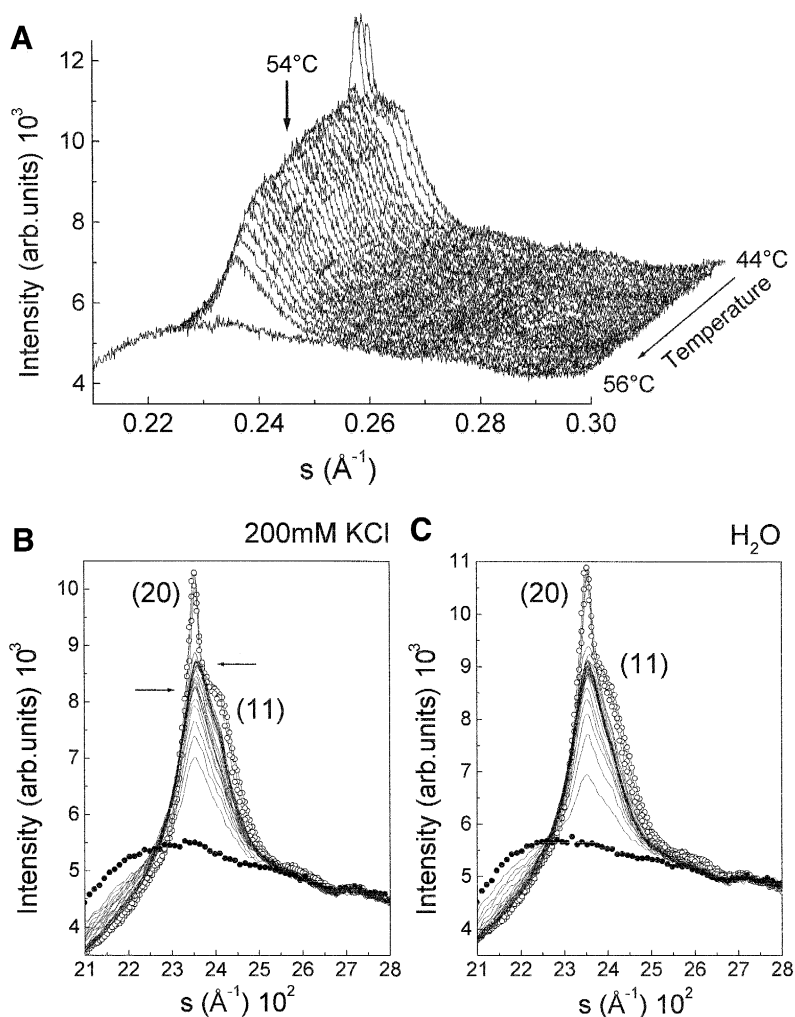 A
54°C
12
10
8
6
4
Intensity (arb.units) 10³
0.22 0.24 0.26 0.28 0.30
s (Å⁻¹)
44°C
Temperature
56°C
B
200mM KCl
10
9
8
7
6
5
4
Intensity (arb.units) 10³
(20)
(11)
21 22 23 24 25 26 27 28
s (Å⁻¹) 10²
C
H₂O
11
10
9
8
7
6
5
4
Intensity (arb.units) 10³
(20)
(11)
21 22 23 24 25 26 27 28
s (Å⁻¹) 10²